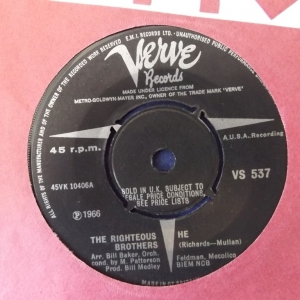 E.M.I. RECORDS LTD. · UNAUTHORISED PUBLIC PERFORMANCE
ALL RIGHTS OF THE MANUFACTURER AND OF THE OWNER OF THE RECORDED WORK RESERVED
Verve
Records
MADE UNDER LICENCE FROM
METRO-GOLDWYN-MAYER INC., OWNER OF THE TRADE MARK "VERVE"
45 r.p.m.
A U.S.A. Recording
45VK 10406A
VS 537
SOLD IN U.K. SUBJECT TO
RESALE PRICE CONDITIONS,
SEE PRICE LISTS
℗1966
THE RIGHTEOUS
BROTHERS
HE
(Richards—Mullan)
Arr. Bill Baker, Orch.
cond. by M. Patterson
Prod. Bill Medley
Feldman, Mecolico
BIEM NCB